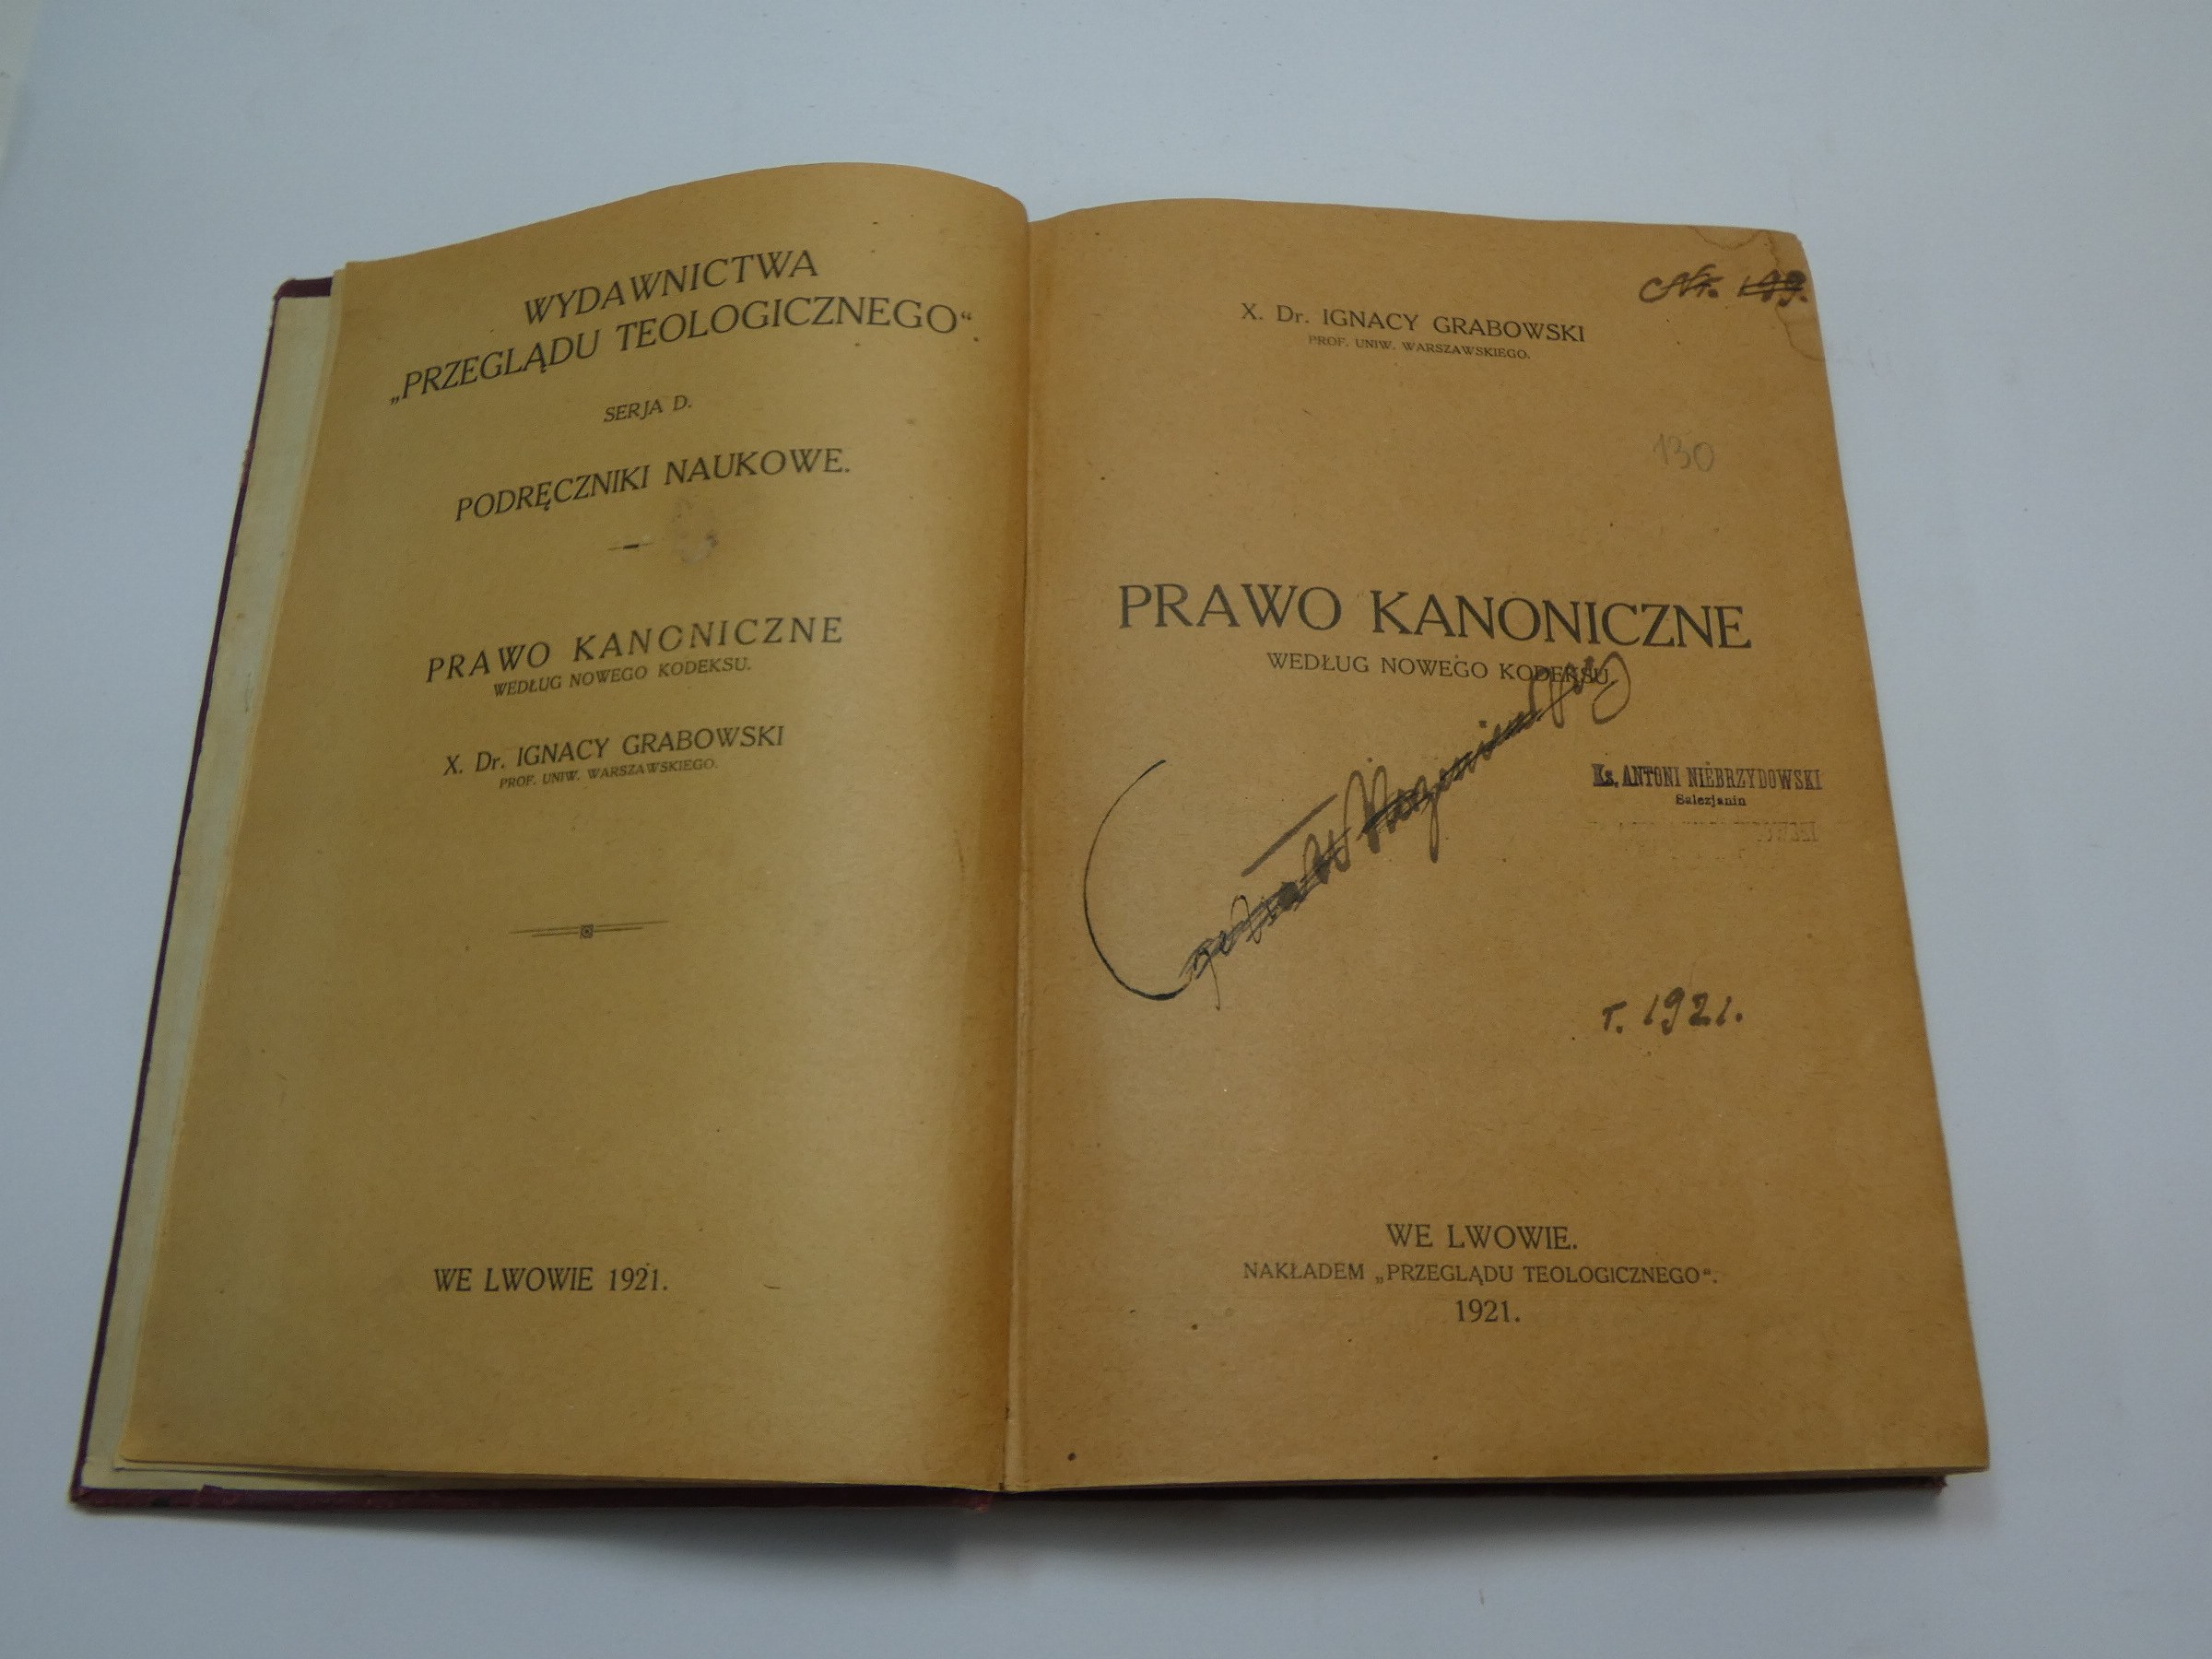 WYDAWNICTWA
„PRZEGLĄDU TEOLOGICZNEGO“
SERJA D.
PODRĘCZNIKI NAUKOWE.
PRAWO KANONICZNE
WEDŁUG NOWEGO KODEKSU.
X. Dr. IGNACY GRABOWSKI
PROF. UNIW. WARSZAWSKIEGO.
WE LWOWIE 1921.
Nr.
X. Dr. IGNACY GRABOWSKI
PROF. UNIW. WARSZAWSKIEGO.
130
PRAWO KANONICZNE
WEDŁUG NOWEGO KODEKSU.
Ks. ANTONI NIEBRZYDOWSKI
Salezjanin
r. 1921.
WE LWOWIE.
NAKŁADEM „PRZEGLĄDU TEOLOGICZNEGO“.
1921.